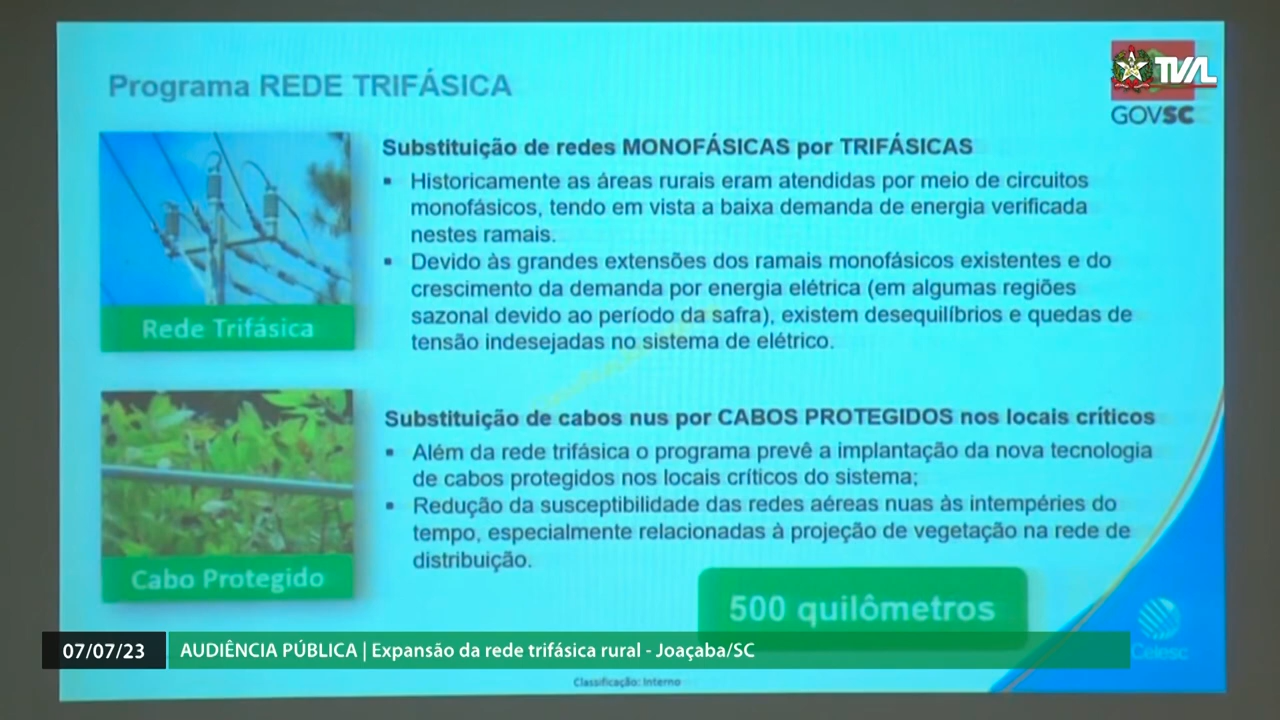 Programa REDE TRIFÁSICA
TVAL
GOVSC
Rede Trifásica
Substituição de redes MONOFÁSICAS por TRIFÁSICAS
▪ Historicamente as áreas rurais eram atendidas por meio de circuitos
monofásicos, tendo em vista a baixa demanda de energia verificada
nestes ramais.
▪ Devido às grandes extensões dos ramais monofásicos existentes e do
crescimento da demanda por energia elétrica (em algumas regiões
sazonal devido ao período da safra), existem desequilíbrios e quedas de
tensão indesejadas no sistema de elétrico.
Cabo Protegido
Substituição de cabos nus por CABOS PROTEGIDOS nos locais críticos
▪ Além da rede trifásica o programa prevê a implantação da nova tecnologia
de cabos protegidos nos locais críticos do sistema;
▪ Redução da susceptibilidade das redes aéreas nuas às intempéries do
tempo, especialmente relacionadas à projeção de vegetação na rede de
distribuição.
500 quilômetros
07/07/23
AUDIÊNCIA PÚBLICA | Expansão da rede trifásica rural - Joaçaba/SC
Celesc
Classificação: Interno